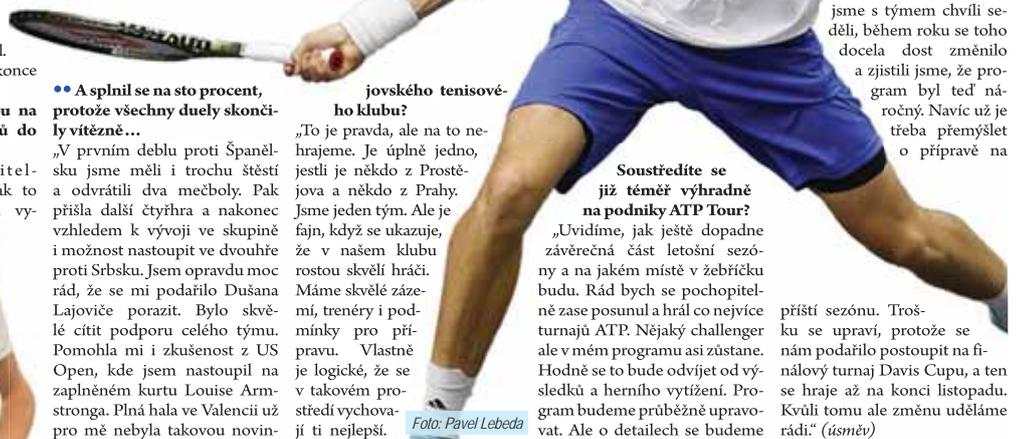 l.
konce
u na
ů do
itel-
ak to
vy-
•• A splnil se na sto procent,
protože všechny duely skonči-
ly vítězně…
„V prvním deblu proti Španěl-
sku jsme měli i trochu štěstí
a odvrátili dva mečboly. Pak
přišla další čtyřhra a nakonec
vzhledem k vývoji ve skupině
i možnost nastoupit ve dvouhře
proti Srbsku. Jsem opravdu moc
rád, že se mi podařilo Dušana
Lajoviče porazit. Bylo skvě-
lé cítit podporu celého týmu.
Pomohla mi i zkušenost z US
Open, kde jsem nastoupil na
zaplněném kurtu Louise Arm-
stronga. Plná hala ve Valencii už
pro mě nebyla takovou novin-
jovského tenisové-
ho klubu?
„To je pravda, ale na to ne-
hrajeme. Je úplně jedno,
jestli je někdo z Prostě-
jova a někdo z Prahy.
Jsme jeden tým. Ale je
fajn, když se ukazuje,
že v našem klubu
rostou skvělí hráči.
Máme skvělé záze-
mí, trenéry i pod-
mínky pro pří-
pravu. Vlastně
je logické, že se
v takovém pro-
středí vychova-
jí ti nejlepší.
Foto: Pavel Lebeda
Soustředíte se
již téměř výhradně
na podniky ATP Tour?
„Uvidíme, jak ještě dopadne
závěrečná část letošní sezó-
ny a na jakém místě v žebříčku
budu. Rád bych se pochopitel-
ně zase posunul a hrál co nejvíce
turnajů ATP. Nějaký challenger
ale v mém programu asi zůstane.
Hodně se to bude odvíjet od vý-
sledků a herního vytížení. Pro-
gram budeme průběžně upravo-
vat. Ale o detailech se budeme
jsme s týmem chvíli se-
děli, během roku se toho
docela dost změnilo
a zjistili jsme, že pro-
gram byl teď ná-
ročný. Navíc už je
třeba přemýšlet
o přípravě na
příští sezónu. Troš-
ku se upraví, protože se
nám podařilo postoupit na fi-
nálový turnaj Davis Cupu, a ten
se hraje až na konci listopadu.
Kvůli tomu ale změnu uděláme
rádi.“ (úsměv)